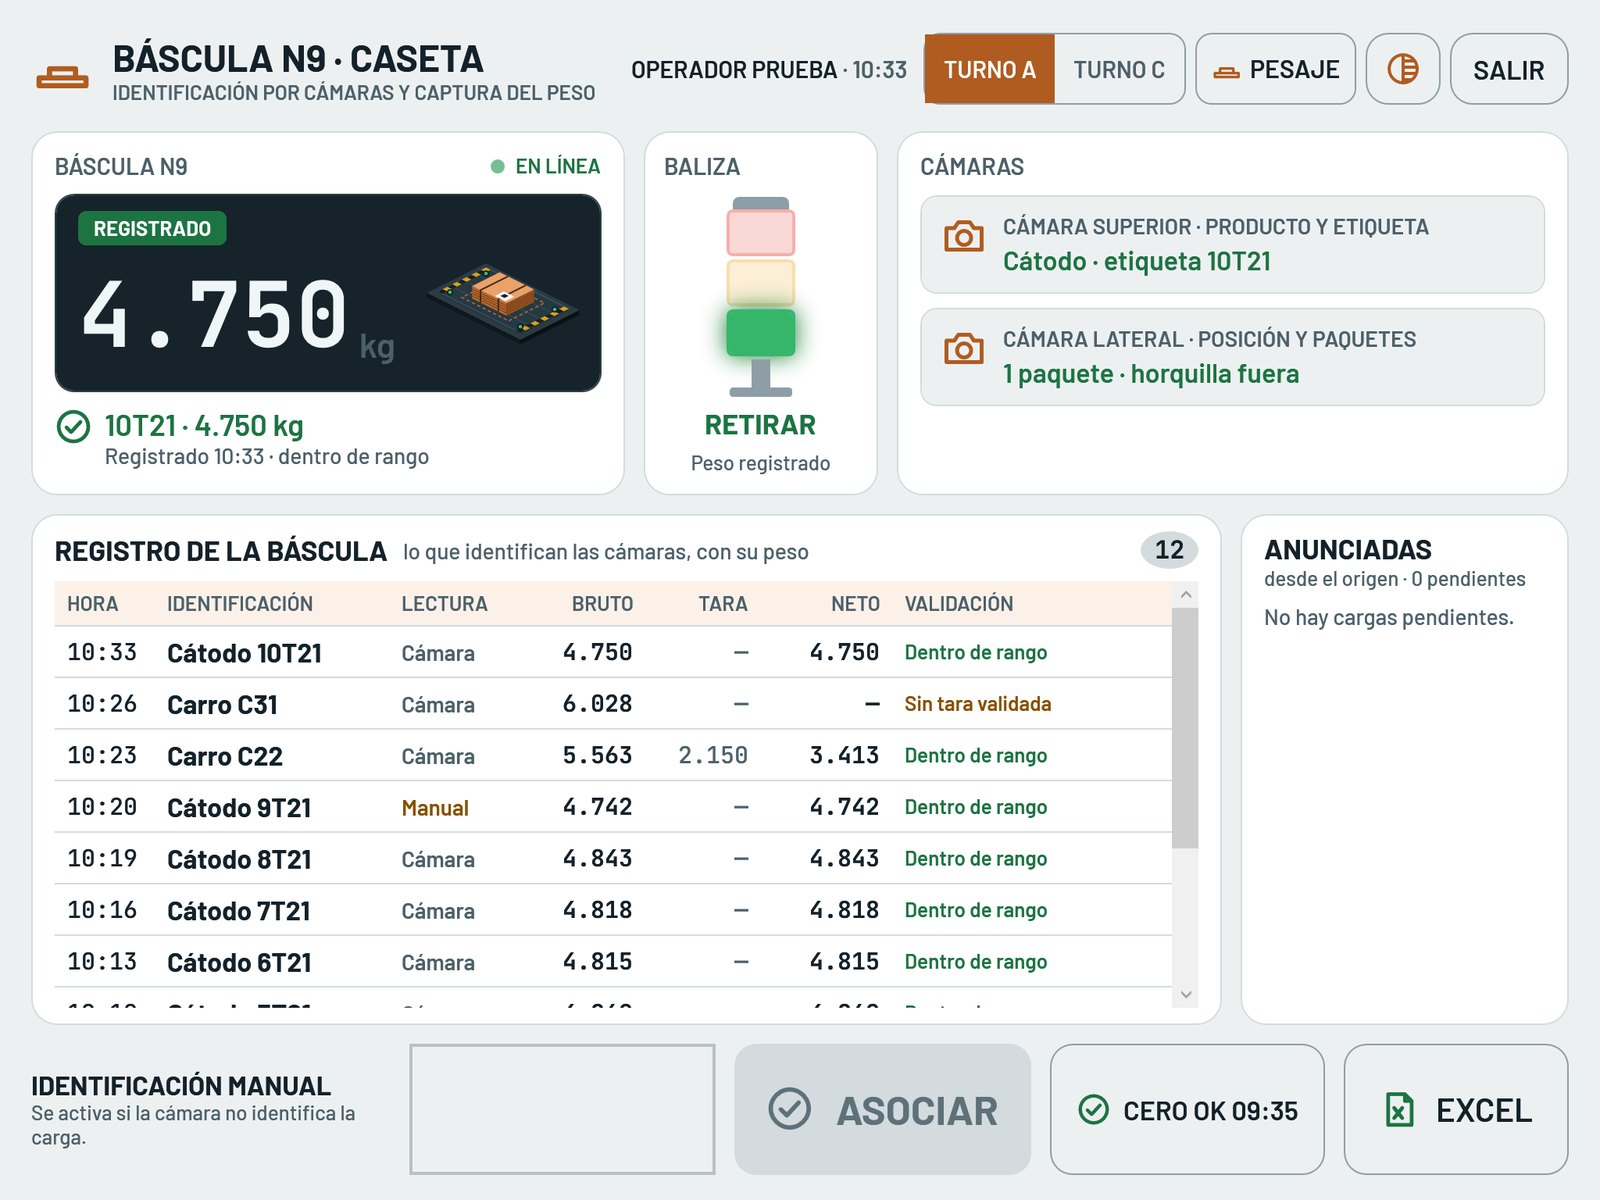 BÁSCULA N9 · CASETA
IDENTIFICACIÓN POR CÁMARAS Y CAPTURA DEL PESO
OPERADOR PRUEBA · 10:33
TURNO A
TURNO C
PESAJE
SALIR
BÁSCULA N9
EN LÍNEA
REGISTRADO
4.750 kg
10T21 · 4.750 kg
Registrado 10:33 · dentro de rango
BALIZA
RETIRAR
Peso registrado
CÁMARAS
CÁMARA SUPERIOR · PRODUCTO Y ETIQUETA
Cátodo · etiqueta 10T21
CÁMARA LATERAL · POSICIÓN Y PAQUETES
1 paquete · horquilla fuera
REGISTRO DE LA BÁSCULA lo que identifican las cámaras, con su peso 12
HORA IDENTIFICACIÓN LECTURA BRUTO TARA NETO VALIDACIÓN
10:33 Cátodo 10T21 Cámara 4.750 — 4.750 Dentro de rango
10:26 Carro C31 Cámara 6.028 — — Sin tara validada
10:23 Carro C22 Cámara 5.563 2.150 3.413 Dentro de rango
10:20 Cátodo 9T21 Manual 4.742 — 4.742 Dentro de rango
10:19 Cátodo 8T21 Cámara 4.843 — 4.843 Dentro de rango
10:16 Cátodo 7T21 Cámara 4.818 — 4.818 Dentro de rango
10:13 Cátodo 6T21 Cámara 4.815 — 4.815 Dentro de rango
ANUNCIADAS
desde el origen · 0 pendientes
No hay cargas pendientes.
IDENTIFICACIÓN MANUAL
Se activa si la cámara no identifica la
carga.
ASOCIAR
CERO OK 09:35
EXCEL